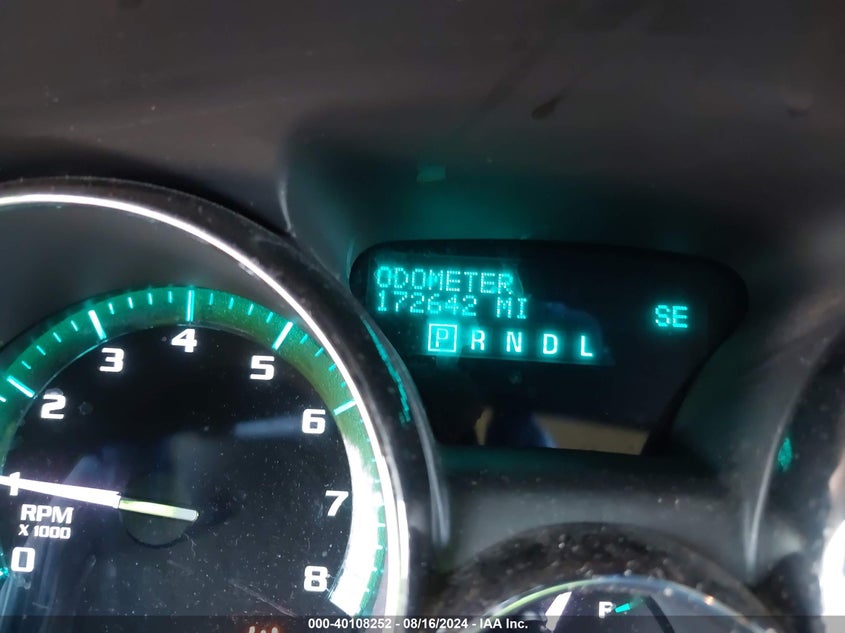 ODOMETER
172642 MI
SE
P R N D L
1
2
3
4
5
6
7
8
RPM
X 1000
0
P
000-40108252 - 08/16/2024 - IAA Inc.